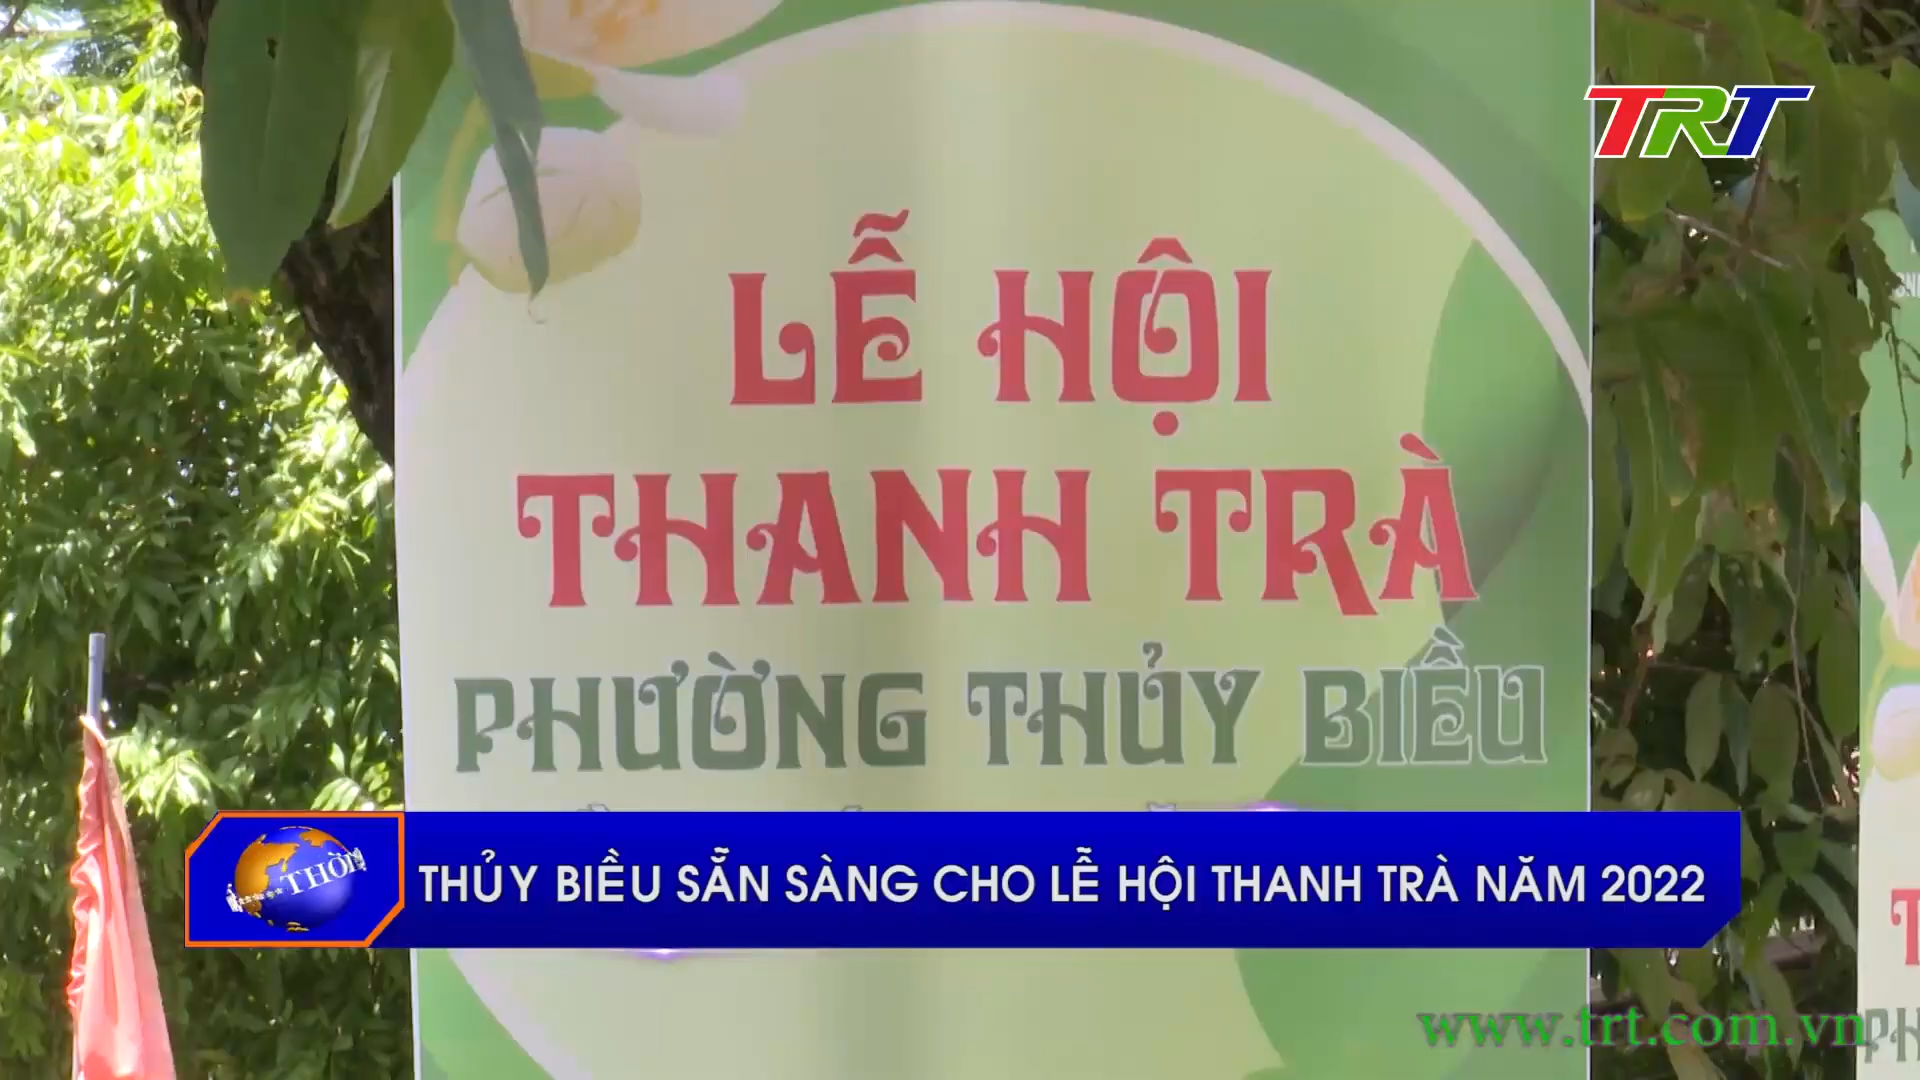 TRT
LỄ HỘI
THANH TRÀ
PHƯỜNG THỦY BIỀU
THỦY BIỀU SẴN SÀNG CHO LỄ HỘI THANH TRÀ NĂM 2022
www.trt.com.vn